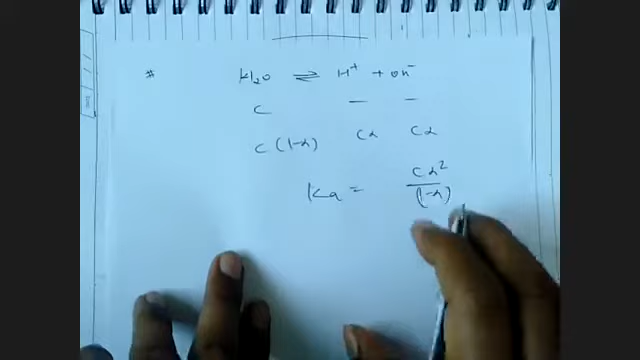 # H₂O ⇌ H⁺ + OH⁻
C — —
C(1-α) Cα Cα
Ka = Cα²/(1-α)